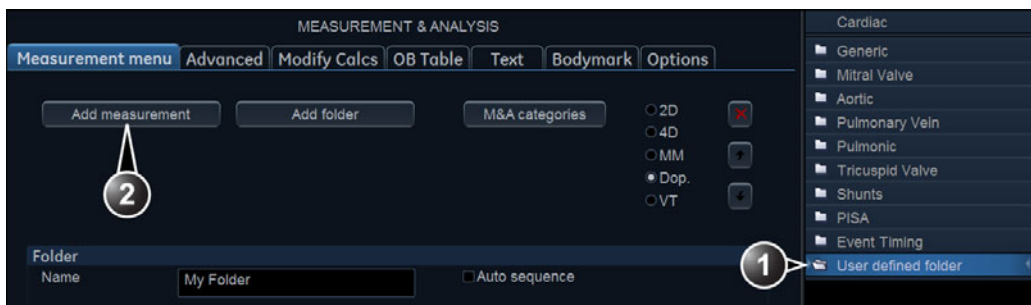 MEASUREMENT & ANALYSIS
Measurement menu Advanced Modify Calcs OB Table Text Bodymark Options
Add measurement Add folder M&A categories
2D
4D
MM
Dop.
VT
2
Folder
Name My Folder Auto sequence
Cardiac
Generic
Mitral Valve
Aortic
Pulmonary Vein
Pulmonic
Tricuspid Valve
Shunts
PISA
Event Timing
1 User defined folder